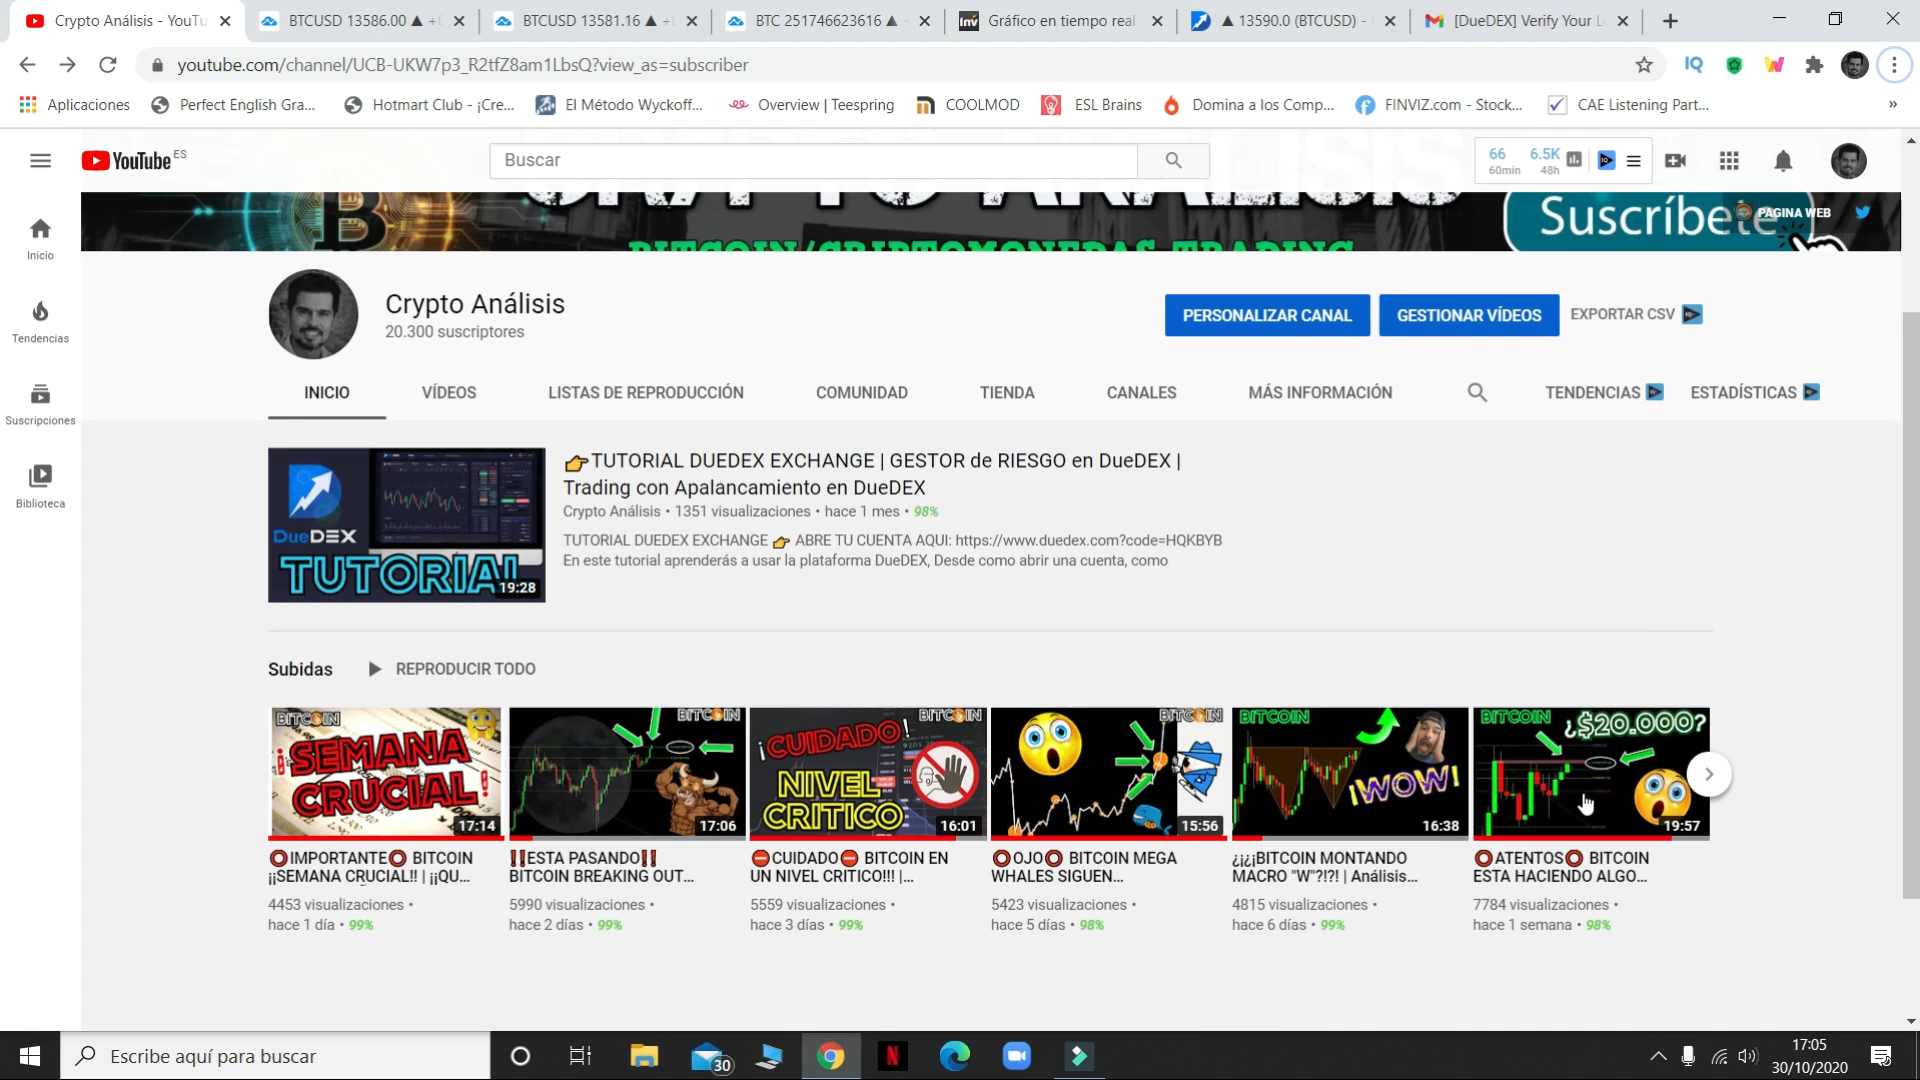 Crypto Análisis - YouTu
BTCUSD 13586.00 ▲ +
BTCUSD 13581.16 ▲ +
BTC 251746623616 ▲
Gráfico en tiempo real
▲ 13590.0 (BTCUSD) -
[DueDEX] Verify Your L
youtube.com/channel/UCB-UKW7p3_R2tfZ8am1LbsQ?view_as=subscriber
IQ
Aplicaciones
Perfect English Gra...
Hotmart Club - ¡Cre...
El Método Wyckoff...
Overview | Teespring
COOLMOD
ESL Brains
Domina a los Comp...
FINVIZ.com - Stock...
CAE Listening Part...
»
YouTube ES
Buscar
66
60min
6.5K
48h
CRYPTO ANÁLISIS
BITCOIN/CRIPTOMONEDAS TRADING
Suscríbete
PAGINA WEB
Inicio
Tendencias
Suscripciones
Biblioteca
Crypto Análisis
20.300 suscriptores
PERSONALIZAR CANAL
GESTIONAR VÍDEOS
EXPORTAR CSV
INICIO
VÍDEOS
LISTAS DE REPRODUCCIÓN
COMUNIDAD
TIENDA
CANALES
MÁS INFORMACIÓN
TENDENCIAS
ESTADÍSTICAS
DueDEX
TUTORIAL
19:28
👉TUTORIAL DUEDEX EXCHANGE | GESTOR de RIESGO en DueDEX |
Trading con Apalancamiento en DueDEX
Crypto Análisis • 1351 visualizaciones • hace 1 mes • 98%
TUTORIAL DUEDEX EXCHANGE 👉 ABRE TU CUENTA AQUI: https://www.duedex.com?code=HQKBYB
En este tutorial aprenderás a usar la plataforma DueDEX, Desde como abrir una cuenta, como
Subidas
REPRODUCIR TODO
BITCOIN
¡SEMANA
CRUCIAL!
17:14
BITCOIN
17:06
BITCOIN
¡CUIDADO!
NIVEL
CRITICO
16:01
BITCOIN
15:56
BITCOIN
¡WOW!
16:38
BITCOIN
¿$20.000?
19:57
⭕IMPORTANTE⭕ BITCOIN
¡¡SEMANA CRUCIAL!! | ¡¡QU...
4453 visualizaciones •
hace 1 día • 99%
‼️ESTA PASANDO‼️
BITCOIN BREAKING OUT...
5990 visualizaciones •
hace 2 días • 99%
⛔CUIDADO⛔ BITCOIN EN
UN NIVEL CRITICO!!! |...
5559 visualizaciones •
hace 3 días • 99%
⭕OJO⭕ BITCOIN MEGA
WHALES SIGUEN...
5423 visualizaciones •
hace 5 días • 98%
¿¡¿¡BITCOIN MONTANDO
MACRO "W"?!?! | Análisis...
4815 visualizaciones •
hace 6 días • 99%
⭕ATENTOS⭕ BITCOIN
ESTA HACIENDO ALGO...
7784 visualizaciones •
hace 1 semana • 98%
Escribe aquí para buscar
30
17:05
30/10/2020